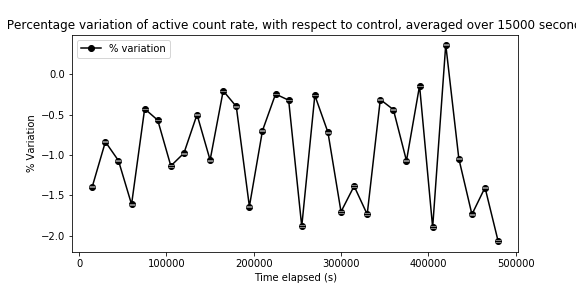 Percentage variation of active count rate, with respect to control, averaged over 15000
% variation
0.0
−0.5
−1.0
−1.5
−2.0
% Variation
0
100000
200000
300000
400000
500000
Time elapsed (s)